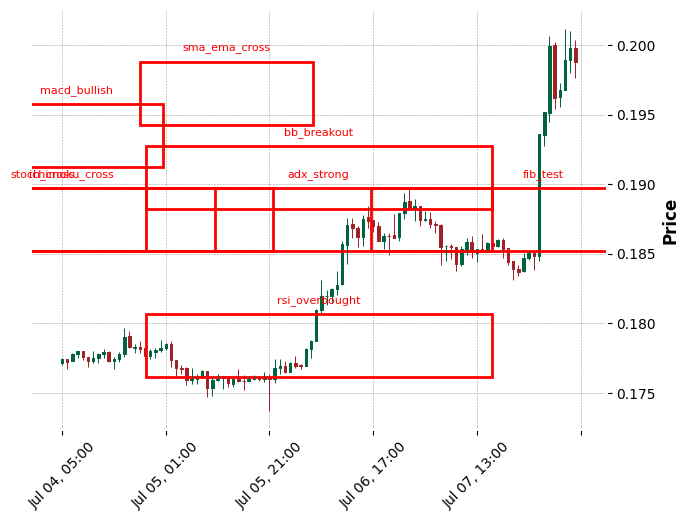 sma_ema_cross
0.200
macd_bullish
0.195
bb_breakout
stoch_cross
ichimoku_cross
adx_strong
fib_test
0.190
Price
0.185
rsi_overbought
0.180
0.175
Jul 04, 05:00
Jul 05, 01:00
Jul 05, 21:00
Jul 06, 17:00
Jul 07, 13:00